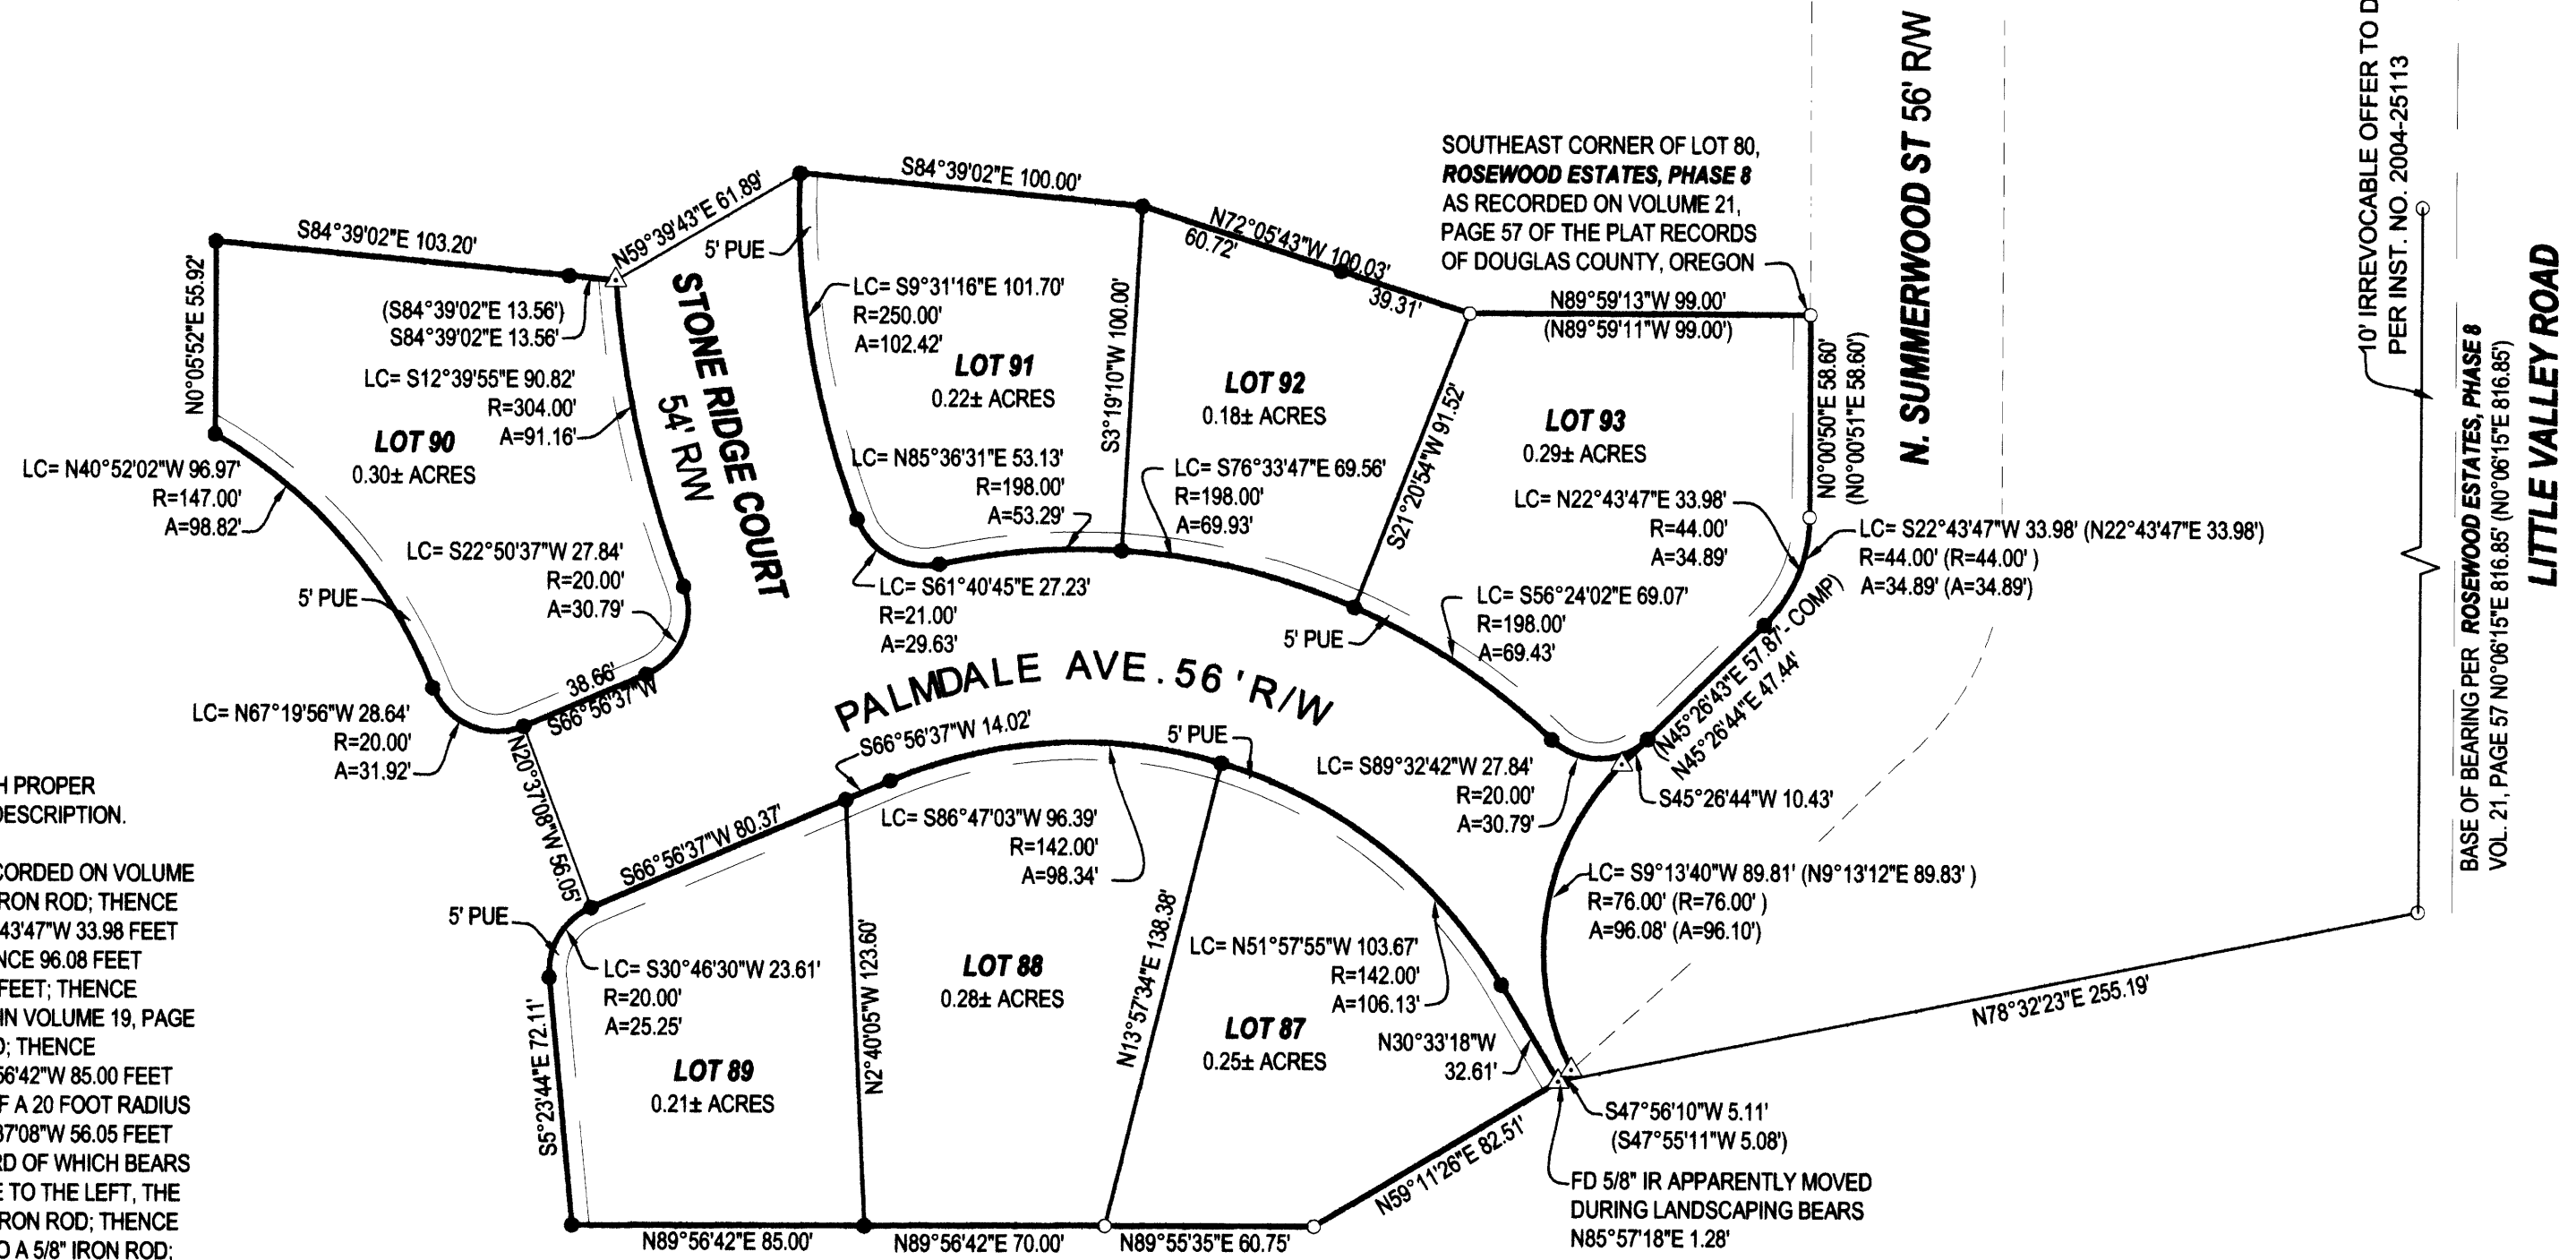 SOUTHEAST CORNER OF LOT 80,
ROSEWOOD ESTATES, PHASE 8
AS RECORDED ON VOLUME 21,
PAGE 57 OF THE PLAT RECORDS
OF DOUGLAS COUNTY, OREGON
N. SUMMERWOOD ST 56' R/W
10' IRREVOCABLE OFFER TO D
PER INST. NO. 2004-25113
BASE OF BEARING PER ROSEWOOD ESTATES, PHASE 8
VOL. 21, PAGE 57 N0°06'15"E 816.85' (N0°06'15"E 816.85')
LITTLE VALLEY ROAD
S84°39'02"E 103.20'
N59°39'43"E 61.89'
S84°39'02"E 100.00'
N72°05'43"W 100.03'
60.72'
39.31'
N89°59'13"W 99.00'
(N89°59'11"W 99.00')
N0°00'50"E 58.60'
(N0°00'51"E 58.60')
N0°05'52"E 55.92'
(S84°39'02"E 13.56')
S84°39'02"E 13.56'
LC= S12°39'55"E 90.82'
R=304.00'
A=91.16'
LOT 90
0.30± ACRES
LC= N40°52'02"W 96.97'
R=147.00'
A=98.82'
5' PUE
LC= S22°50'37"W 27.84'
R=20.00'
A=30.79'
38.66'
S66°56'37"W
LC= N67°19'56"W 28.64'
R=20.00'
A=31.92'
STONE RIDGE COURT
54' R/W
5' PUE
LC= S9°31'16"E 101.70'
R=250.00'
A=102.42'
LOT 91
0.22± ACRES
LC= N85°36'31"E 53.13'
R=198.00'
A=53.29'
LC= S61°40'45"E 27.23'
R=21.00'
A=29.63'
S3°19'10"W 100.00'
LOT 92
0.18± ACRES
LC= S76°33'47"E 69.56'
R=198.00'
A=69.93'
S21°20'54"W 91.52'
LOT 93
0.29± ACRES
LC= N22°43'47"E 33.98'
R=44.00'
A=34.89'
LC= S22°43'47"W 33.98' (N22°43'47"E 33.98')
R=44.00' (R=44.00' )
A=34.89' (A=34.89')
LC= S56°24'02"E 69.07'
R=198.00'
A=69.43'
5' PUE
(N45°26'43"E 57.87'- COMP)
N45°26'44"E 47.44'
PALMDALE AVE. 56 'R/W
LC= S89°32'42"W 27.84'
R=20.00'
A=30.79'
S45°26'44"W 10.43'
LC= S9°13'40"W 89.81' (N9°13'12"E 89.83' )
R=76.00' (R=76.00' )
A=96.08' (A=96.10')
N20°37'08"W 56.05'
S66°56'37"W 80.37'
S66°56'37"W 14.02'
5' PUE
LC= S86°47'03"W 96.39'
R=142.00'
A=98.34'
5' PUE
LC= S30°46'30"W 23.61'
R=20.00'
A=25.25'
S5°23'44"E 72.11'
LOT 89
0.21± ACRES
N2°40'05"W 123.60'
LOT 88
0.28± ACRES
N13°57'34"E 138.38'
LC= N51°57'55"W 103.67'
R=142.00'
A=106.13'
LOT 87
0.25± ACRES
N30°33'18"W
32.61'
N78°32'23"E 255.19'
S47°56'10"W 5.11'
(S47°55'11"W 5.08')
FD 5/8" IR APPARENTLY MOVED
DURING LANDSCAPING BEARS
N85°57'18"E 1.28'
N59°11'26"E 82.51'
N89°56'42"E 85.00'
N89°56'42"E 70.00'
N89°55'35"E 60.75'
H PROPER
DESCRIPTION.
CORDED ON VOLUME
IRON ROD; THENCE
43'47"W 33.98 FEET
NCE 96.08 FEET
FEET; THENCE
IN VOLUME 19, PAGE
D; THENCE
56'42"W 85.00 FEET
F A 20 FOOT RADIUS
37'08"W 56.05 FEET
RD OF WHICH BEARS
E TO THE LEFT, THE
RON ROD; THENCE
O A 5/8" IRON ROD;